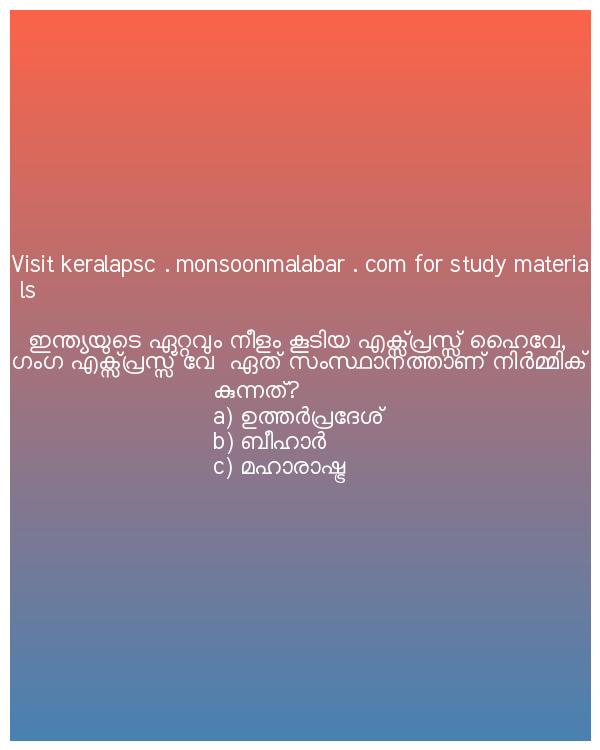 Visit keralapsc . monsoonmalabar . com for study materia
ls
ഇന്ത്യയുടെ ഏറ്റവും നീളം കൂടിയ എക്സ്പ്രസ്സ് ഹൈവേ,
ഗംഗ എക്സ്പ്രസ്സ് വേ ഏത് സംസ്ഥാനത്താണ് നിർമ്മിക്
കുന്നത്?
a) ഉത്തർപ്രദേശ്
b) ബീഹാർ
c) മഹാരാഷ്ട്ര